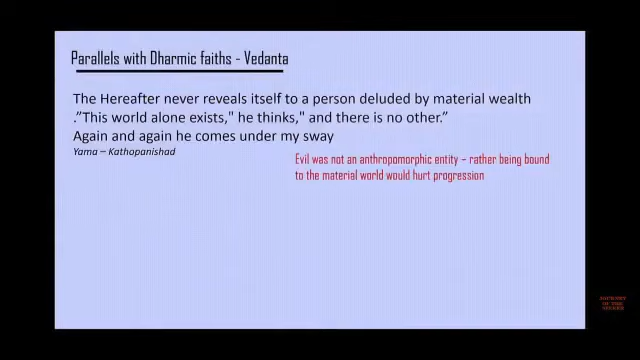 Parallels with Dharmic faiths - Vedanta
The Hereafter never reveals itself to a person deluded by material wealth
."This world alone exists," he thinks," and there is no other."
Again and again he comes under my sway
Yama – Kathopanishad
Evil was not an anthropomorphic entity – rather being bound
to the material world would hurt progression